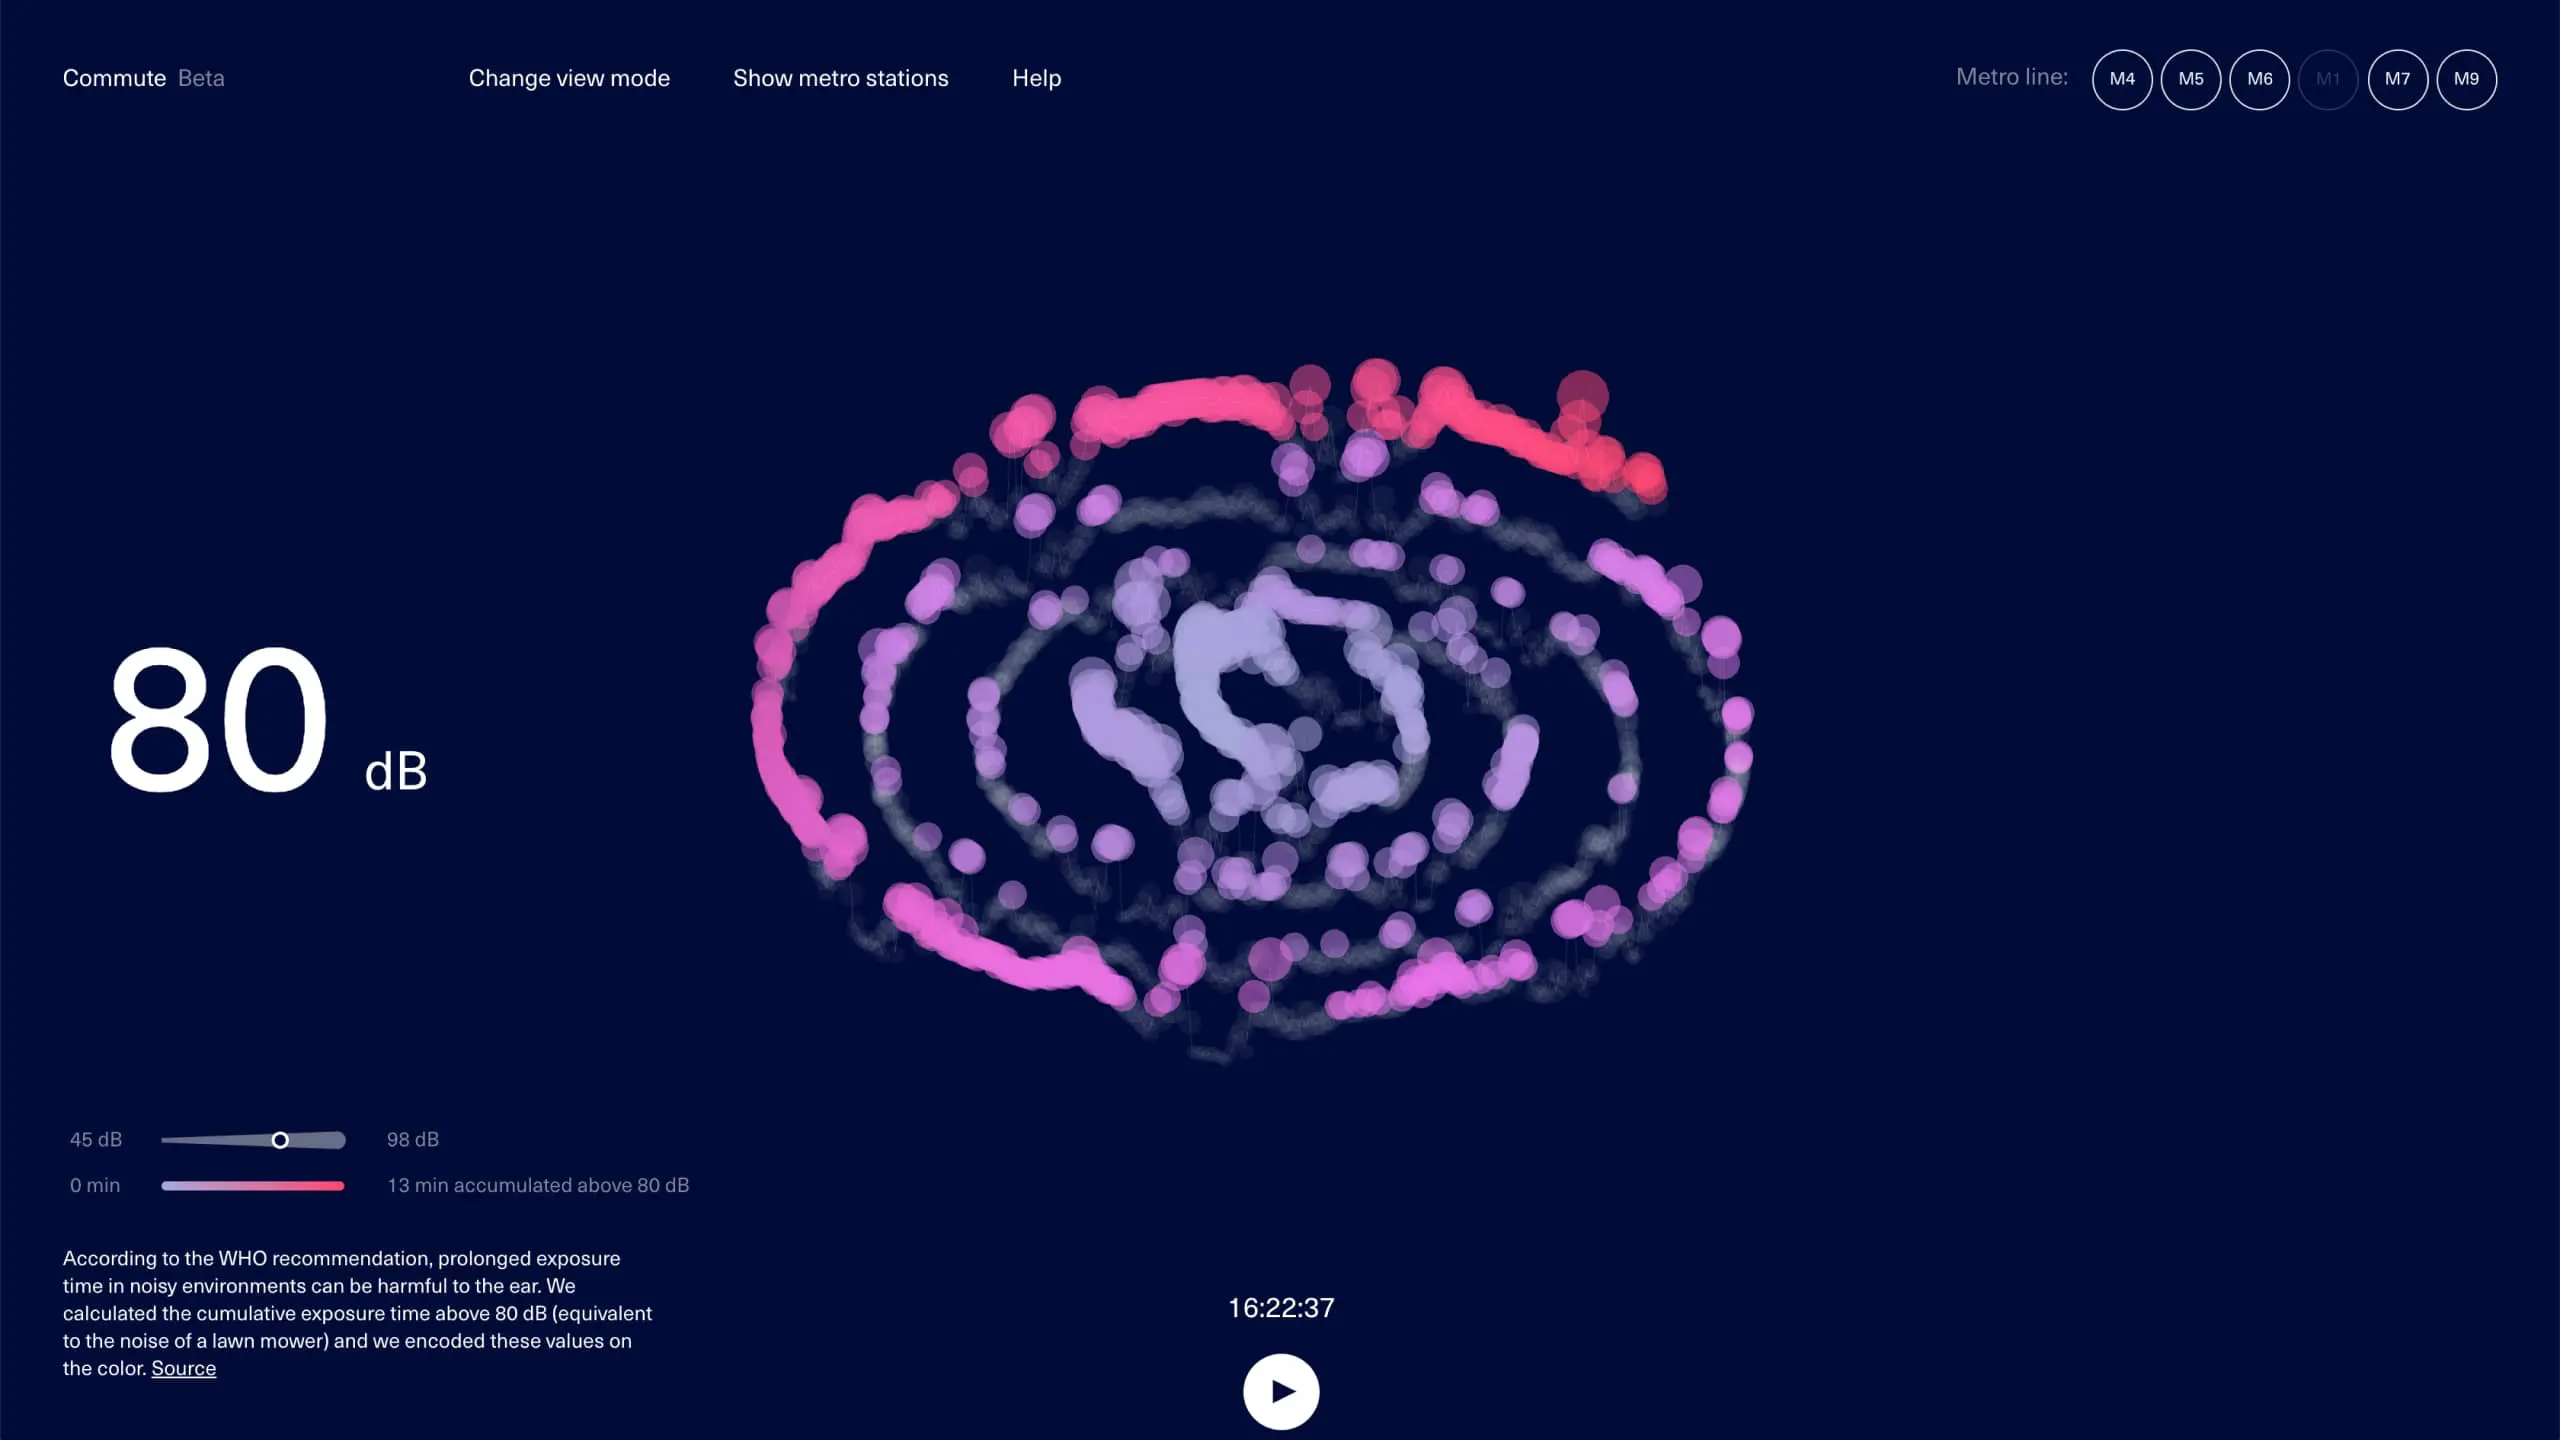 Commute Beta
Change view mode
Show metro stations
Help
Metro line: M4 M5 M6 M1 M7 M9
80 dB
45 dB 98 dB
0 min 13 min accumulated above 80 dB
According to the WHO recommendation, prolonged exposure
time in noisy environments can be harmful to the ear. We
calculated the cumulative exposure time above 80 dB (equivalent
to the noise of a lawn mower) and we encoded these values on
the color. Source
16:22:37